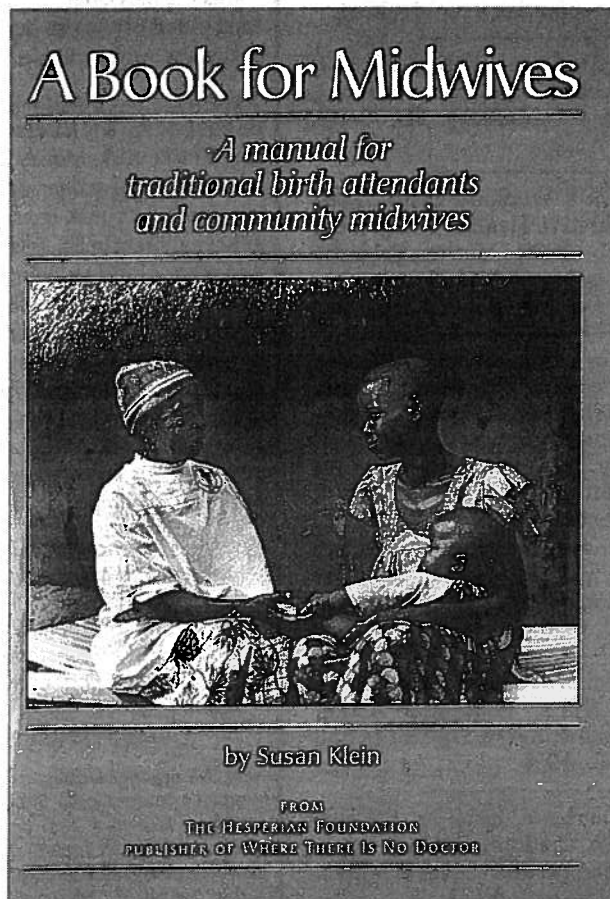 A Book for Midwives
A manual for
traditional birth attendants
and community midwives
by Susan Klein
FROM
THE HESPERIAN FOUNDATION
PUBLISHER OF WHERE THERE IS NO DOCTOR